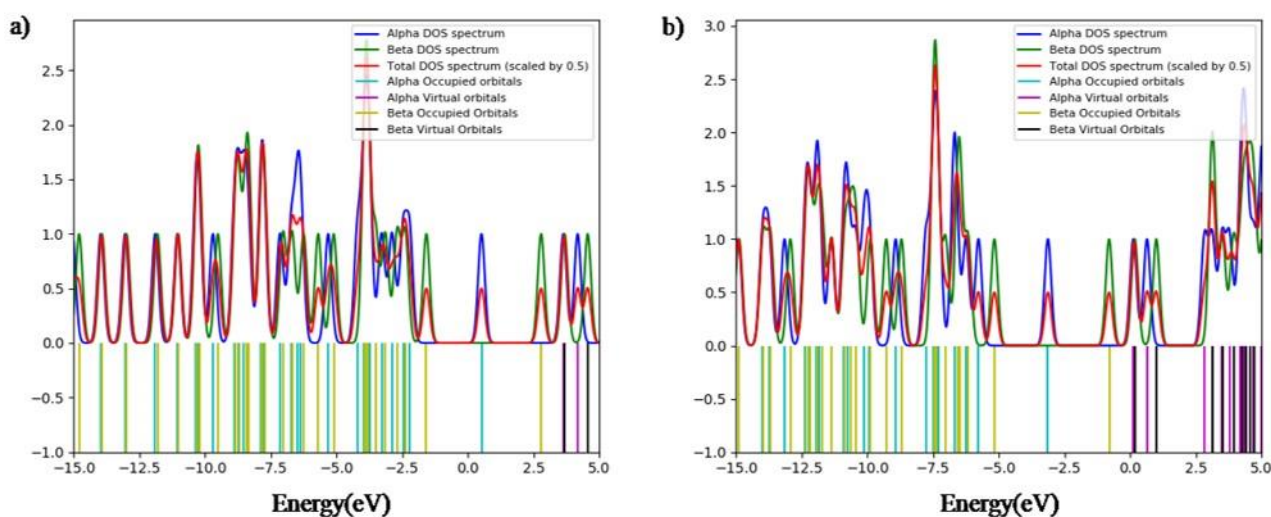 a)
Alpha DOS spectrum
Beta DOS spectrum
Total DOS spectrum (scaled by 0.5)
Alpha Occupied orbitals
Alpha Virtual orbitals
Beta Occupied Orbitals
Beta Virtual Orbitals
2.5
2.0
1.5
1.0
0.5
0.0
−0.5
−1.0
−15.0 −12.5 −10.0 −7.5 −5.0 −2.5 0.0 2.5 5.0
Energy(eV)
b)
Alpha DOS spectrum
Beta DOS spectrum
Total DOS spectrum (scaled by 0.5)
Alpha Occupied orbitals
Alpha Virtual orbitals
Beta Occupied Orbitals
Beta Virtual Orbitals
3.0
2.5
2.0
1.5
1.0
0.5
0.0
−0.5
−1.0
−15.0 −12.5 −10.0 −7.5 −5.0 −2.5 0.0 2.5 5.0
Energy(eV)